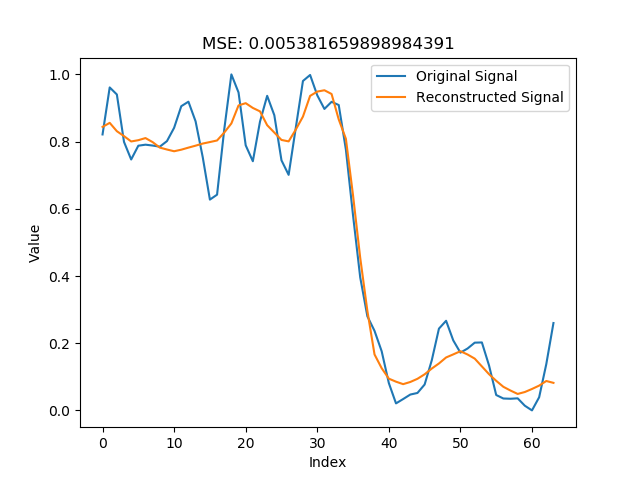 MSE: 0.005381659898984391
Original Signal
Reconstructed Signal
1.0
0.8
0.6
0.4
0.2
0.0
Value
0 10 20 30 40 50 60
Index